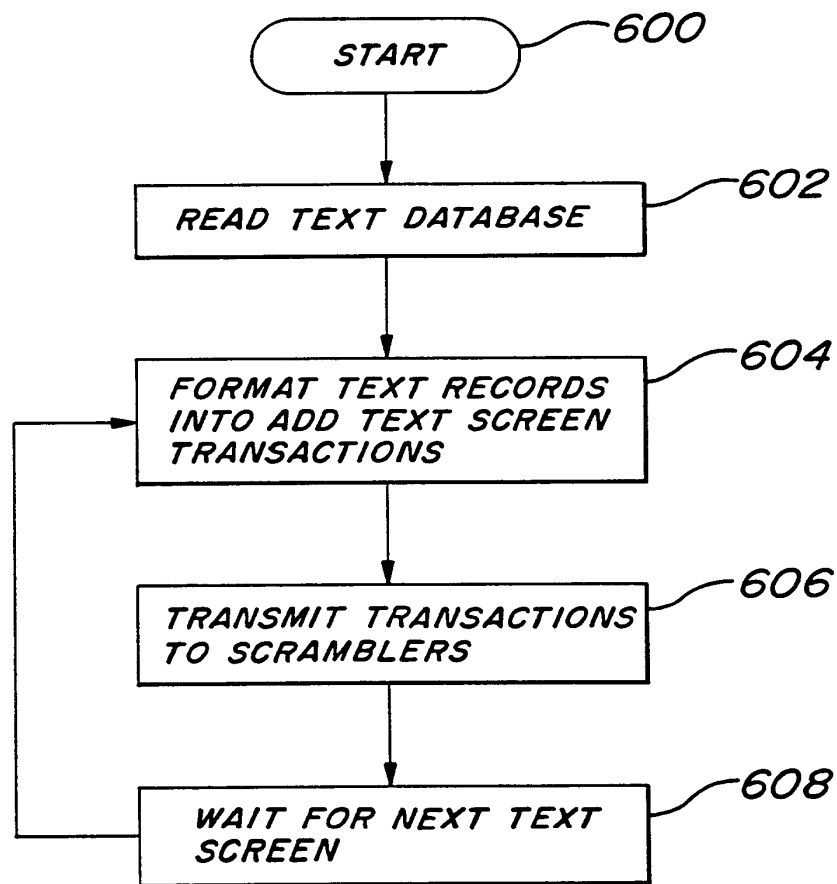 START
600
602
READ TEXT DATABASE
604
FORMAT TEXT RECORDS
INTO ADD TEXT SCREEN
TRANSACTIONS
606
TRANSMIT TRANSACTIONS
TO SCRAMBLERS
608
WAIT FOR NEXT TEXT
SCREEN